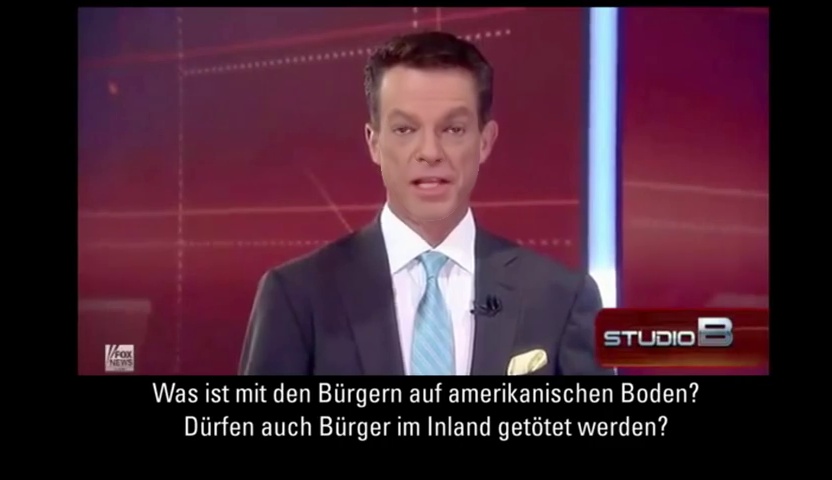 STUDIO B
FOX
NEWS
Was ist mit den Bürgern auf amerikanischen Boden?
Dürfen auch Bürger im Inland getötet werden?